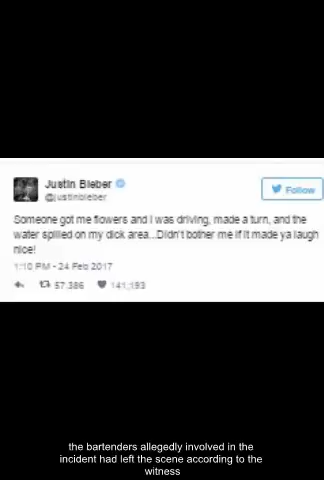 Justin Bieber
@justinbieber
Follow
Someone got me flowers and I was driving, made a turn, and the
water spilled on my dick area...Didn't bother me if it made ya laugh
nice!
1:10 PM - 24 Feb 2017
57,386 141,193
the bartenders allegedly involved in the
incident had left the scene according to the
witness